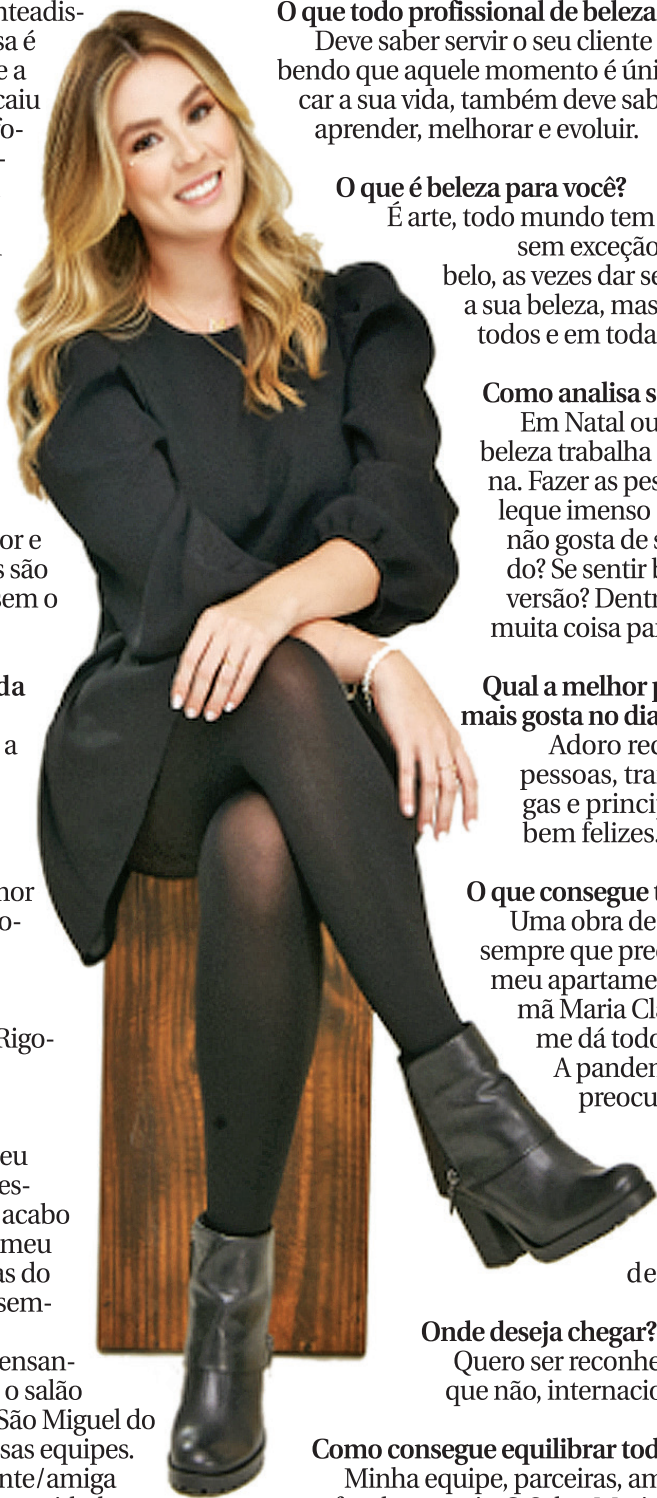 nteadis-
sa é
e a
caiu
fo-
-
or e
s são
sem o
da
a
hor
o-
Rigo-
eu
es-
acabo
meu
as do
sem-
ensan-
o salão
São Miguel do
sas equipes.
nte/amiga
O que todo profissional de beleza
Deve saber servir o seu cliente
bendo que aquele momento é úni
car a sua vida, também deve sab
aprender, melhorar e evoluir.
O que é beleza para você?
É arte, todo mundo tem
sem exceção
belo, as vezes dar se
a sua beleza, mas
todos e em toda
Como analisa s
Em Natal ou
beleza trabalha
na. Fazer as pes
leque imenso
não gosta de s
do? Se sentir b
versão? Dentr
muita coisa par
Qual a melhor p
mais gosta no dia
Adoro rec
pessoas, tra
gas e princi
bem felizes.
O que consegue t
Uma obra de
sempre que prec
meu apartame
mã Maria Cla
me dá todo
A panden
preocu
de
Onde deseja chegar?
Quero ser reconhe
que não, internacio
Como consegue equilibrar tod
Minha equipe, parceiras, am